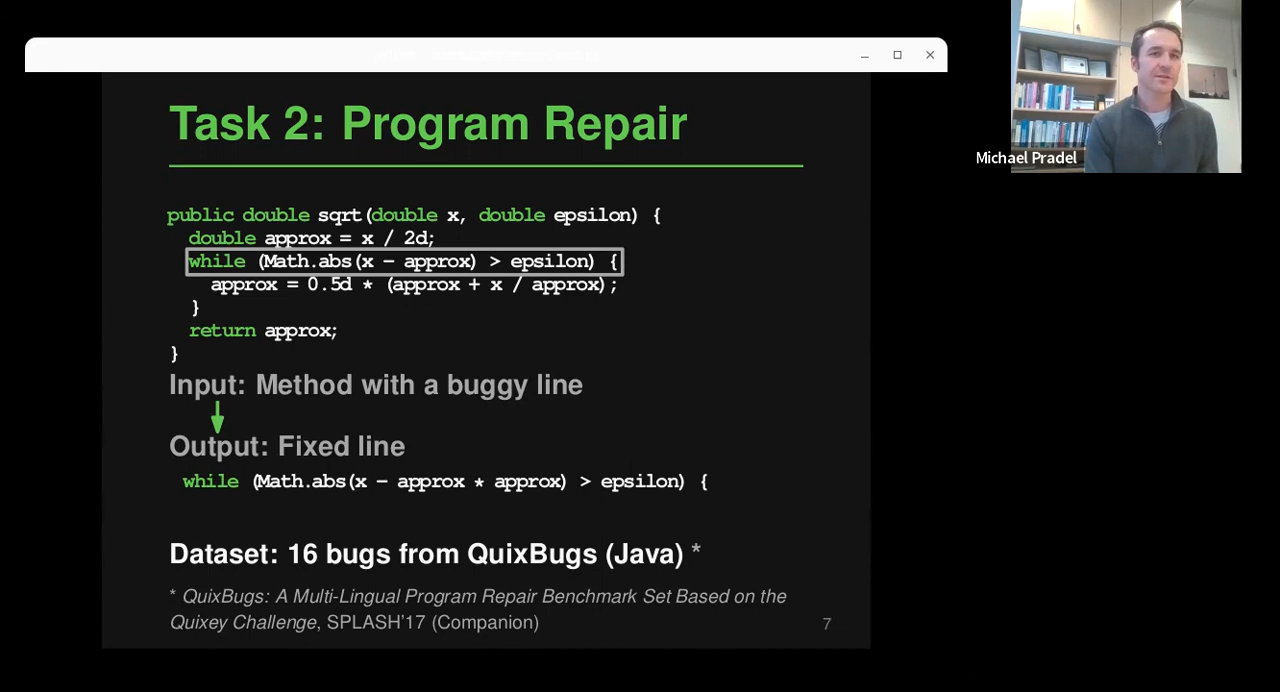 Task 2: Program Repair
public double sqrt(double x, double epsilon) {
double approx = x / 2d;
while (Math.abs(x − approx) > epsilon) {
approx = 0.5d * (approx + x / approx);
}
return approx;
}
Input: Method with a buggy line
Output: Fixed line
while (Math.abs(x − approx * approx) > epsilon) {
Dataset: 16 bugs from QuixBugs (Java) *
* QuixBugs: A Multi-Lingual Program Repair Benchmark Set Based on the
Quixey Challenge, SPLASH'17 (Companion)
7
Michael Pradel